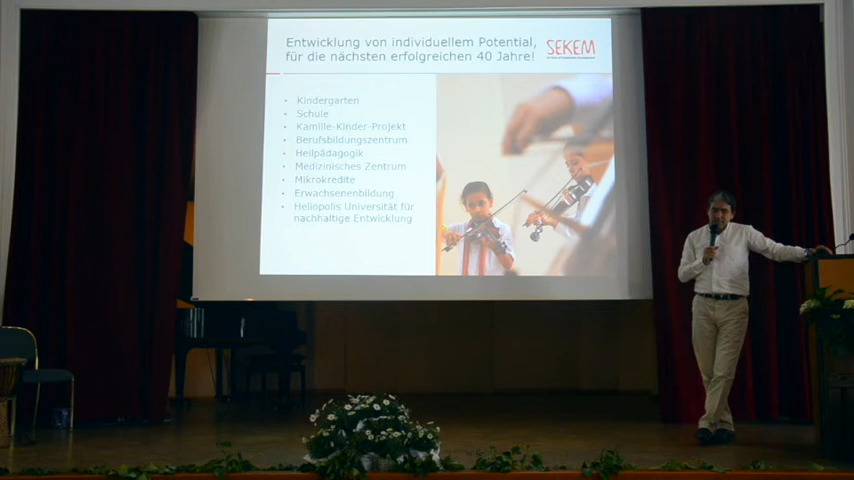 Entwicklung von individuellem Potential,
für die nächsten erfolgreichen 40 Jahre!
SEKEM
• Kindergarten
• Schule
• Kamille-Kinder-Projekt
• Berufsbildungszentrum
• Heilpädagogik
• Medizinisches Zentrum
• Mikrokredite
• Erwachsenenbildung
• Heliopolis Universität für
nachhaltige Entwicklung